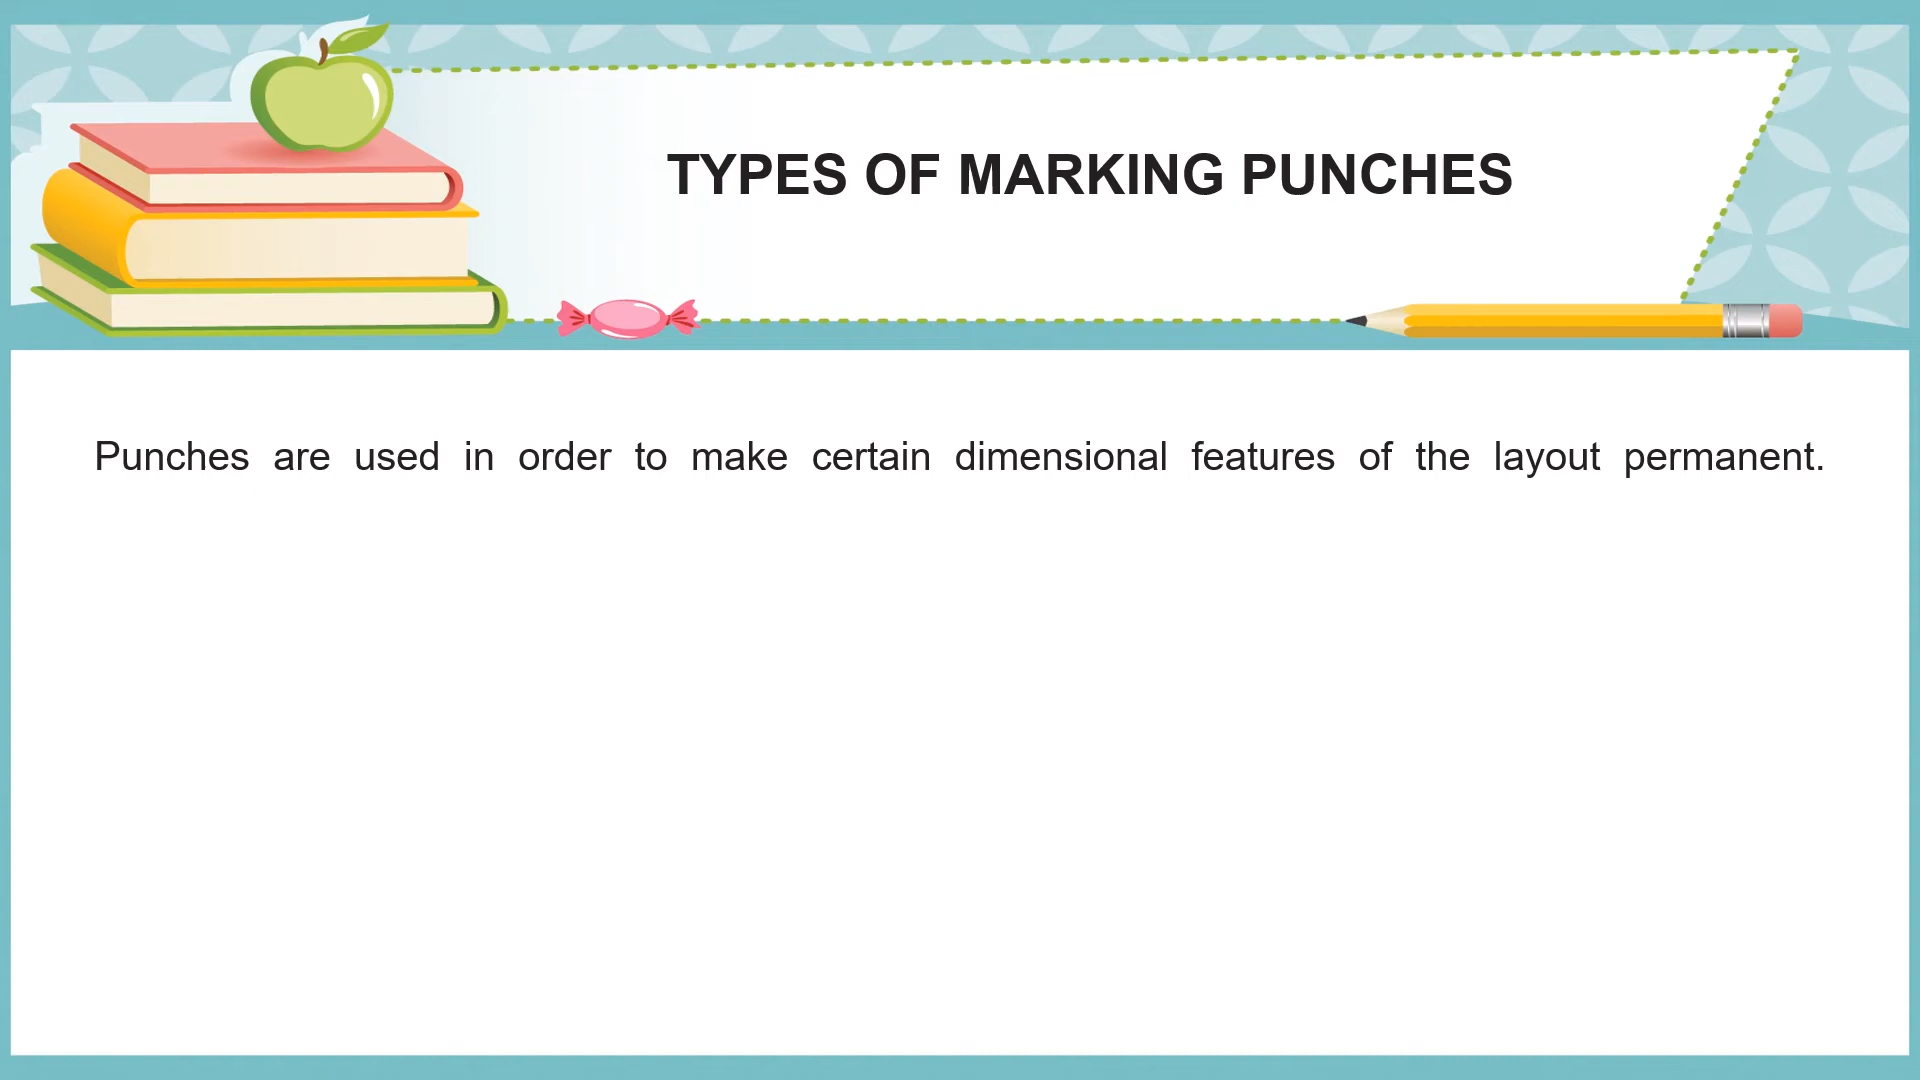 TYPES OF MARKING PUNCHES
Punches are used in order to make certain dimensional features of the layout permanent.